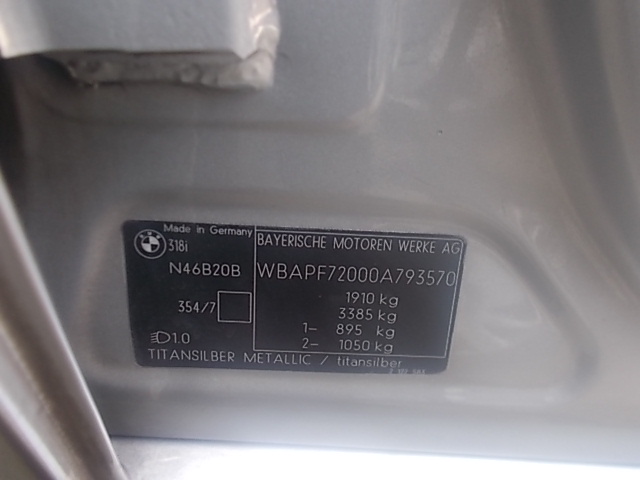 Made in Germany
318i
BAYERISCHE MOTOREN WERKE AG
N46B20B
WBAPF72000A793570
354/7
1910 kg
3385 kg
1- 895 kg
2- 1050 kg
1.0
TITANSILBER METALLIC / titansilber